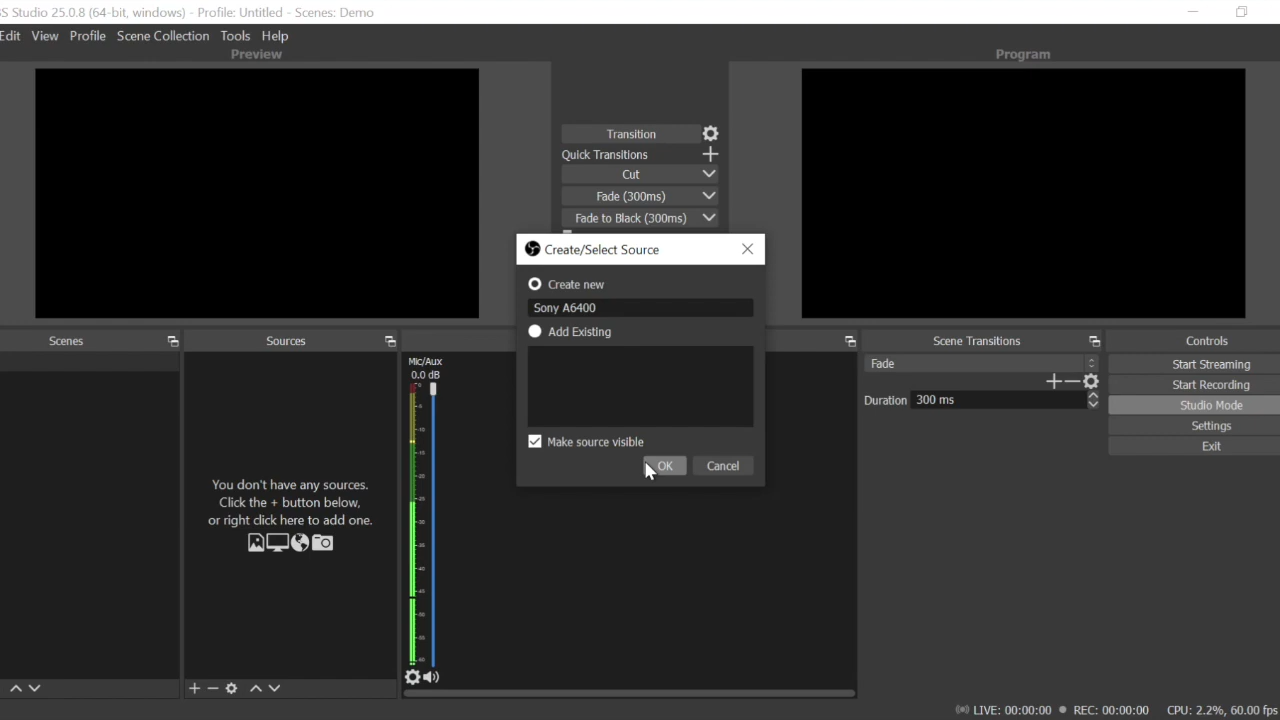 S Studio 25.0.8 (64-bit, windows) - Profile: Untitled - Scenes: Demo
Edit View Profile Scene Collection Tools Help
Preview
Program
Transition
Quick Transitions
Cut
Fade (300ms)
Fade to Black (300ms)
Create/Select Source
Create new
Sony A6400
Add Existing
Make source visible
OK Cancel
Scenes
Sources
You don't have any sources.
Click the + button below,
or right click here to add one.
Mic/Aux
0.0 dB
Scene Transitions
Fade
Duration 300 ms
Controls
Start Streaming
Start Recording
Studio Mode
Settings
Exit
LIVE: 00:00:00 REC: 00:00:00 CPU: 2.2%, 60.00 fps